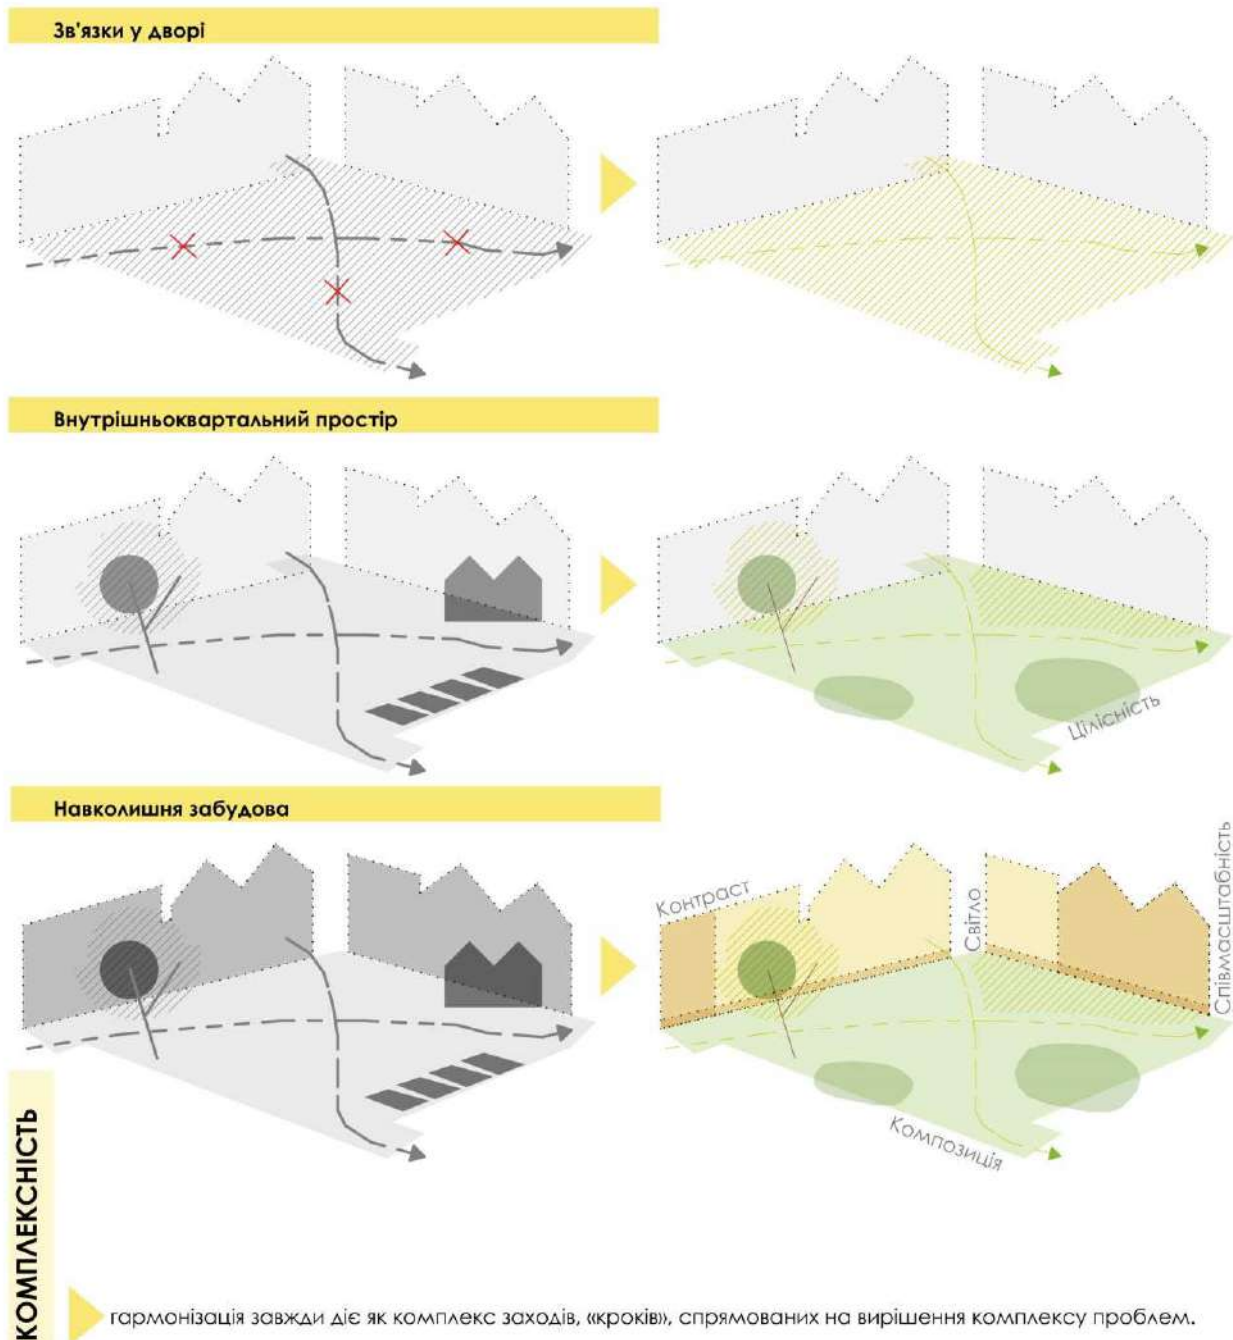 Зв'язки у дворі
Внутрішньоквартальний простір
Цілісність
Навколишня забудова
Контраст
Світло
Співмасштабність
Композиція
КОМПЛЕКСНІСТЬ
гармонізація завжди діє як комплекс заходів, «кроків», спрямованих на вирішення комплексу проблем.